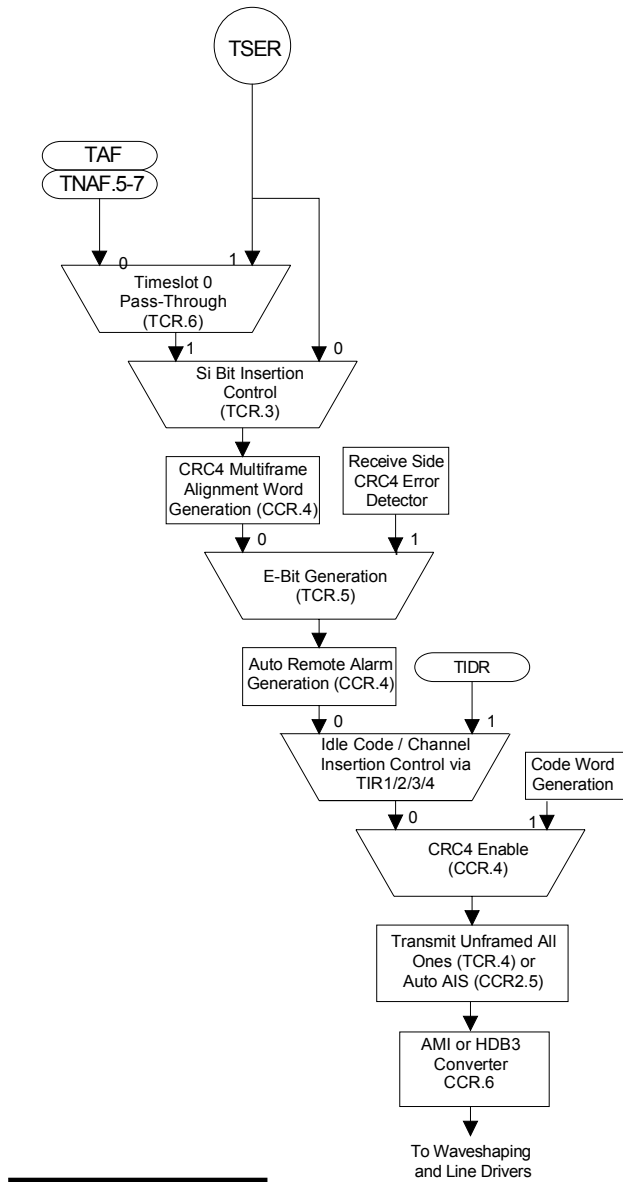 TSER
TAF
TNAF.5-7
0
1
Timeslot 0
Pass-Through
(TCR.6)
1
0
Si Bit Insertion
Control
(TCR.3)
CRC4 Multiframe
Alignment Word
Generation (CCR.4)
Receive Side
CRC4 Error
Detector
0
1
E-Bit Generation
(TCR.5)
Auto Remote Alarm
Generation (CCR.4)
TIDR
0
1
Idle Code / Channel
Insertion Control via
TIR1/2/3/4
Code Word
Generation
0
1
CRC4 Enable
(CCR.4)
Transmit Unframed All
Ones (TCR.4) or
Auto AIS (CCR2.5)
AMI or HDB3
Converter
CCR.6
To Waveshaping
and Line Drivers